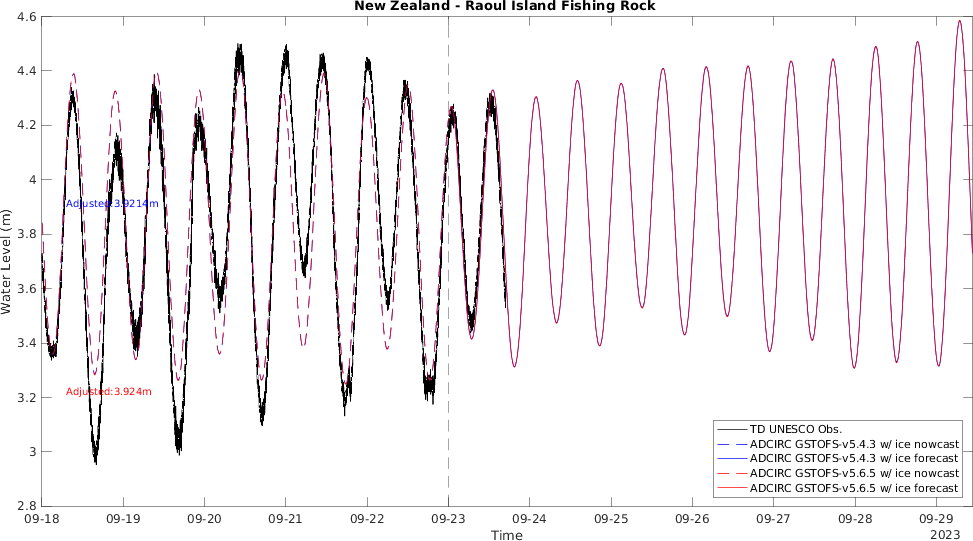 New Zealand - Raoul Island Fishing Rock
4.6
4.4
4.2
4
3.8
3.6
3.4
3.2
3
2.8
Water Level (m)
Adjusted:3.9214m
Adjusted:3.924m
TD UNESCO Obs.
ADCIRC GSTOFS-v5.4.3 w/ ice nowcast
ADCIRC GSTOFS-v5.4.3 w/ ice forecast
ADCIRC GSTOFS-v5.6.5 w/ ice nowcast
ADCIRC GSTOFS-v5.6.5 w/ ice forecast
09-18 09-19 09-20 09-21 09-22 09-23 09-24 09-25 09-26 09-27 09-28 09-29
Time
2023